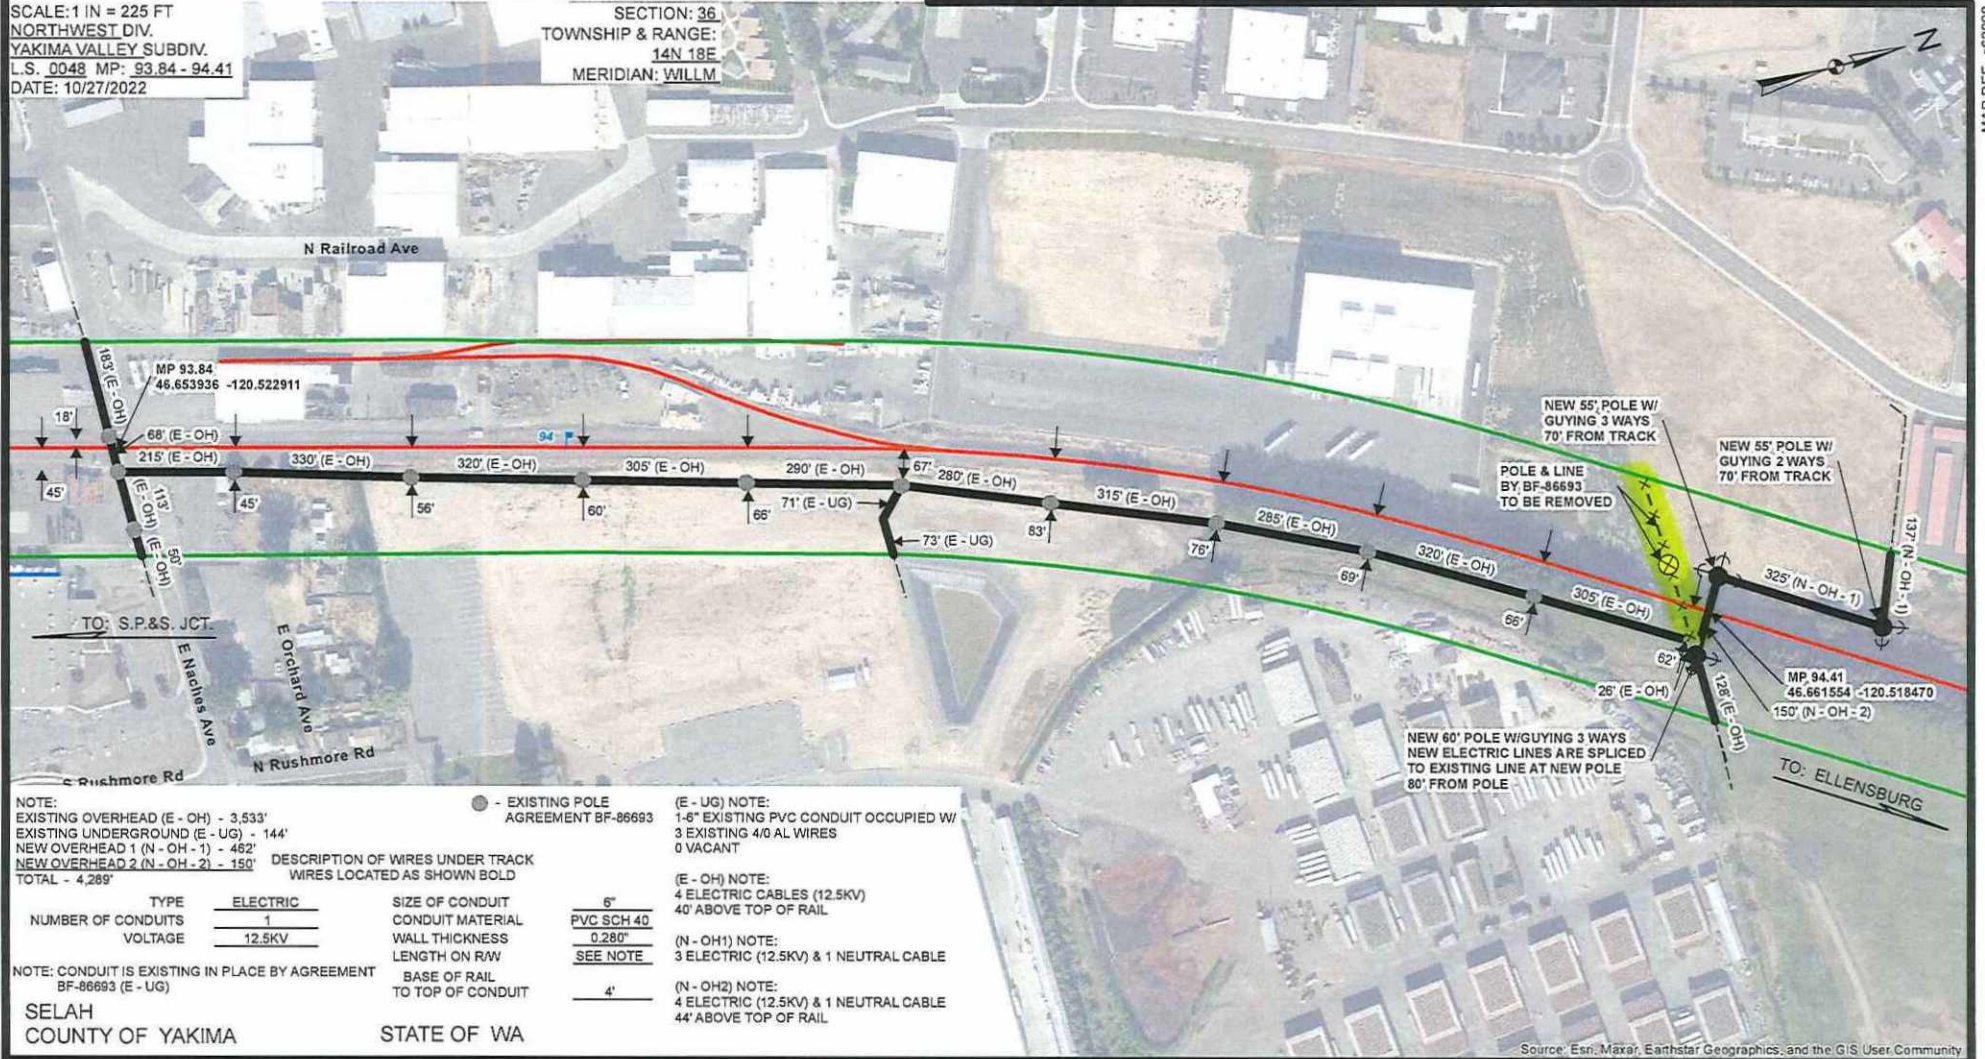 SCALE:1 IN = 225 FT
NORTHWEST DIV.
YAKIMA VALLEY SUBDIV.
L.S. 0048 MP: 93.84 - 94.41
DATE: 10/27/2022
SECTION: 36
TOWNSHIP & RANGE:
14N 18E
MERIDIAN: WILLM
N
N Railroad Ave
183' (E - OH)
MP 93.84
46.653936 -120.522911
18'
68' (E - OH)
94
215' (E - OH)
330' (E - OH)
320' (E - OH)
305' (E - OH)
290' (E - OH)
67'
280' (E - OH)
315' (E - OH)
285' (E - OH)
320' (E - OH)
305' (E - OH)
45'
113'
(E - OH)
50'
(E - OH)
45'
56'
60'
66'
71' (E - UG)
73' (E - UG)
83'
76'
69'
66'
62'
NEW 55' POLE W/
GUYING 3 WAYS
70' FROM TRACK
NEW 55' POLE W/
GUYING 2 WAYS
70' FROM TRACK
POLE & LINE
BY BF-86693
TO BE REMOVED
325' (N - OH - 1)
137' (N - OH - 1)
MP 94.41
46.661554 -120.518470
150' (N - OH - 2)
26' (E - OH)
128' (E - OH)
NEW 60' POLE W/GUYING 3 WAYS
NEW ELECTRIC LINES ARE SPLICED
TO EXISTING LINE AT NEW POLE
80' FROM POLE
TO: S.P.&S. JCT.
TO: ELLENSBURG
E Naches Ave
E Orchard Ave
N Rushmore Rd
S Rushmore Rd
NOTE:
EXISTING OVERHEAD (E - OH) - 3,533'
EXISTING UNDERGROUND (E - UG) - 144'
NEW OVERHEAD 1 (N - OH - 1) - 462'
NEW OVERHEAD 2 (N - OH - 2) - 150'
TOTAL - 4,289'
- EXISTING POLE
AGREEMENT BF-86693
DESCRIPTION OF WIRES UNDER TRACK
WIRES LOCATED AS SHOWN BOLD
TYPE ELECTRIC
NUMBER OF CONDUITS 1
VOLTAGE 12.5KV
SIZE OF CONDUIT 6"
CONDUIT MATERIAL PVC SCH 40
WALL THICKNESS 0.280"
LENGTH ON R/W SEE NOTE
BASE OF RAIL
TO TOP OF CONDUIT 4'
NOTE: CONDUIT IS EXISTING IN PLACE BY AGREEMENT
BF-86693 (E - UG)
SELAH
COUNTY OF YAKIMA STATE OF WA
(E - UG) NOTE:
1-6" EXISTING PVC CONDUIT OCCUPIED W/
3 EXISTING 4/0 AL WIRES
0 VACANT
(E - OH) NOTE:
4 ELECTRIC CABLES (12.5KV)
40' ABOVE TOP OF RAIL
(N - OH1) NOTE:
3 ELECTRIC (12.5KV) & 1 NEUTRAL CABLE
(N - OH2) NOTE:
4 ELECTRIC (12.5KV) & 1 NEUTRAL CABLE
44' ABOVE TOP OF RAIL
Source: Esri, Maxar, Earthstar Geographics, and the GIS User Community